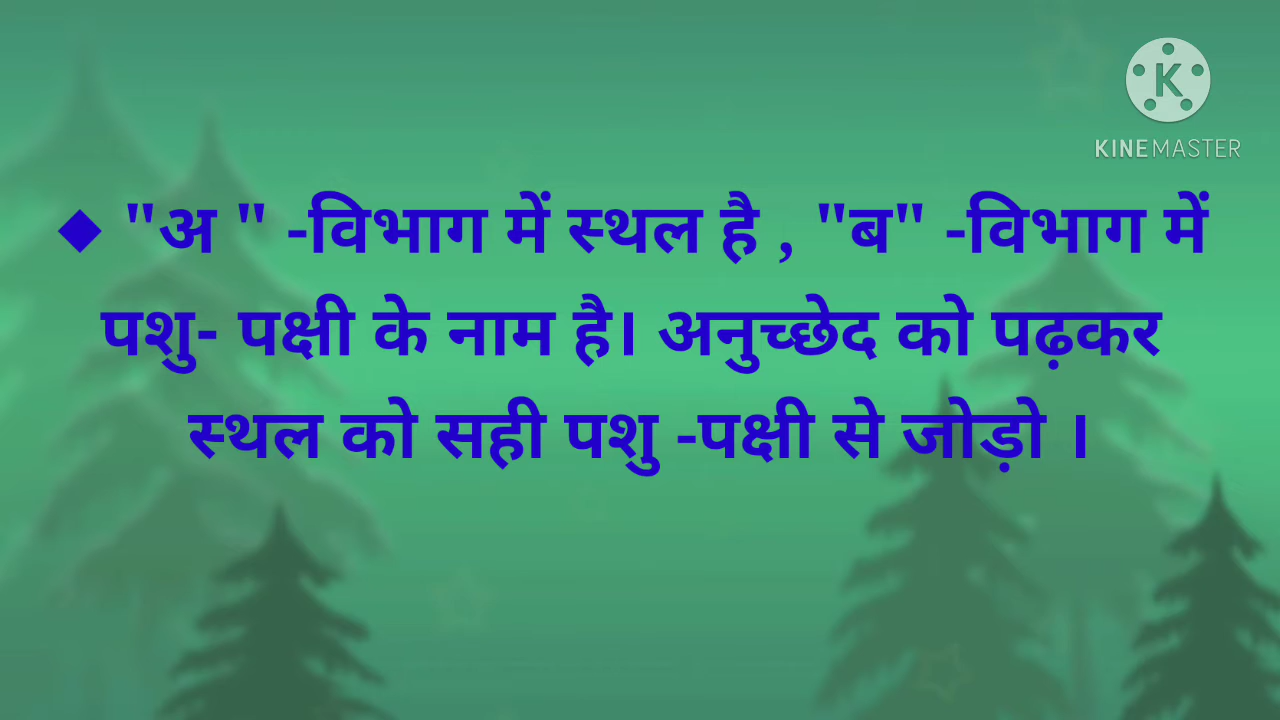 KINEMASTER
◆ "अ " -विभाग में स्थल है , "ब" -विभाग में
पशु- पक्षी के नाम है। अनुच्छेद को पढ़कर
स्थल को सही पशु -पक्षी से जोड़ो ।